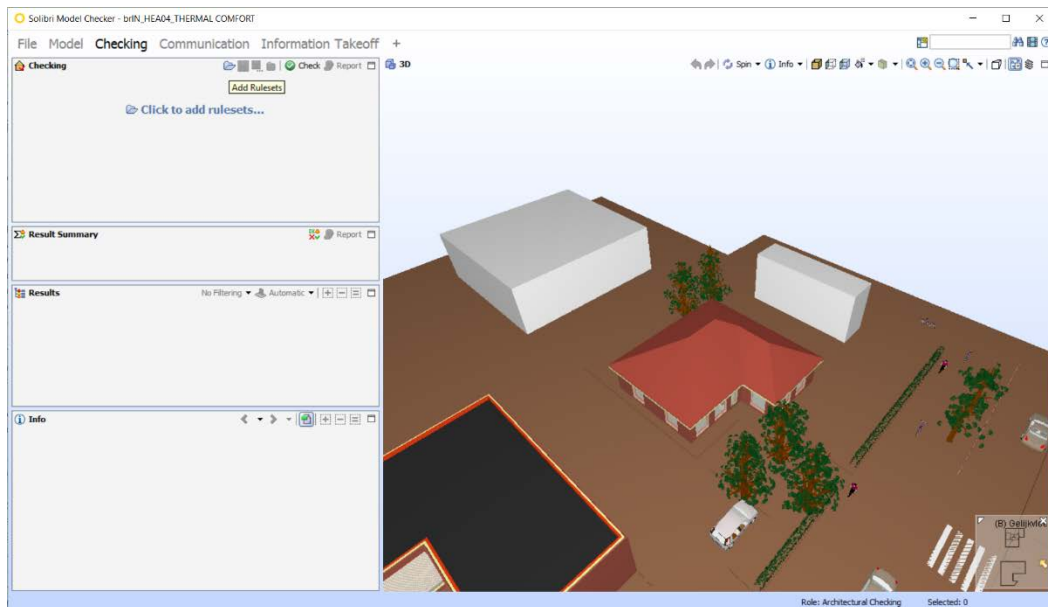 Solibri Model Checker - brIN_HEA04_THERMAL COMFORT
File Model Checking Communication Information Takeoff +
Checking
Check Report
Add Rulesets
Click to add rulesets...
Result Summary
Report
Results
No Filtering Automatic
Info
3D
Spin Info
(B) Gelijkvloe
Role: Architectural Checking Selected: 0